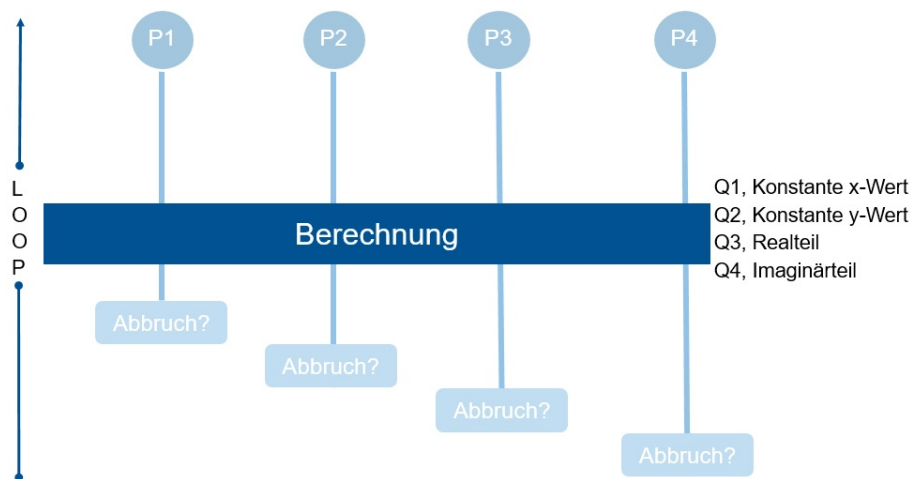 P1
P2
P3
P4
L
O
O
P
Berechnung
Q1, Konstante x-Wert
Q2, Konstante y-Wert
Q3, Realteil
Q4, Imaginärteil
Abbruch?
Abbruch?
Abbruch?
Abbruch?